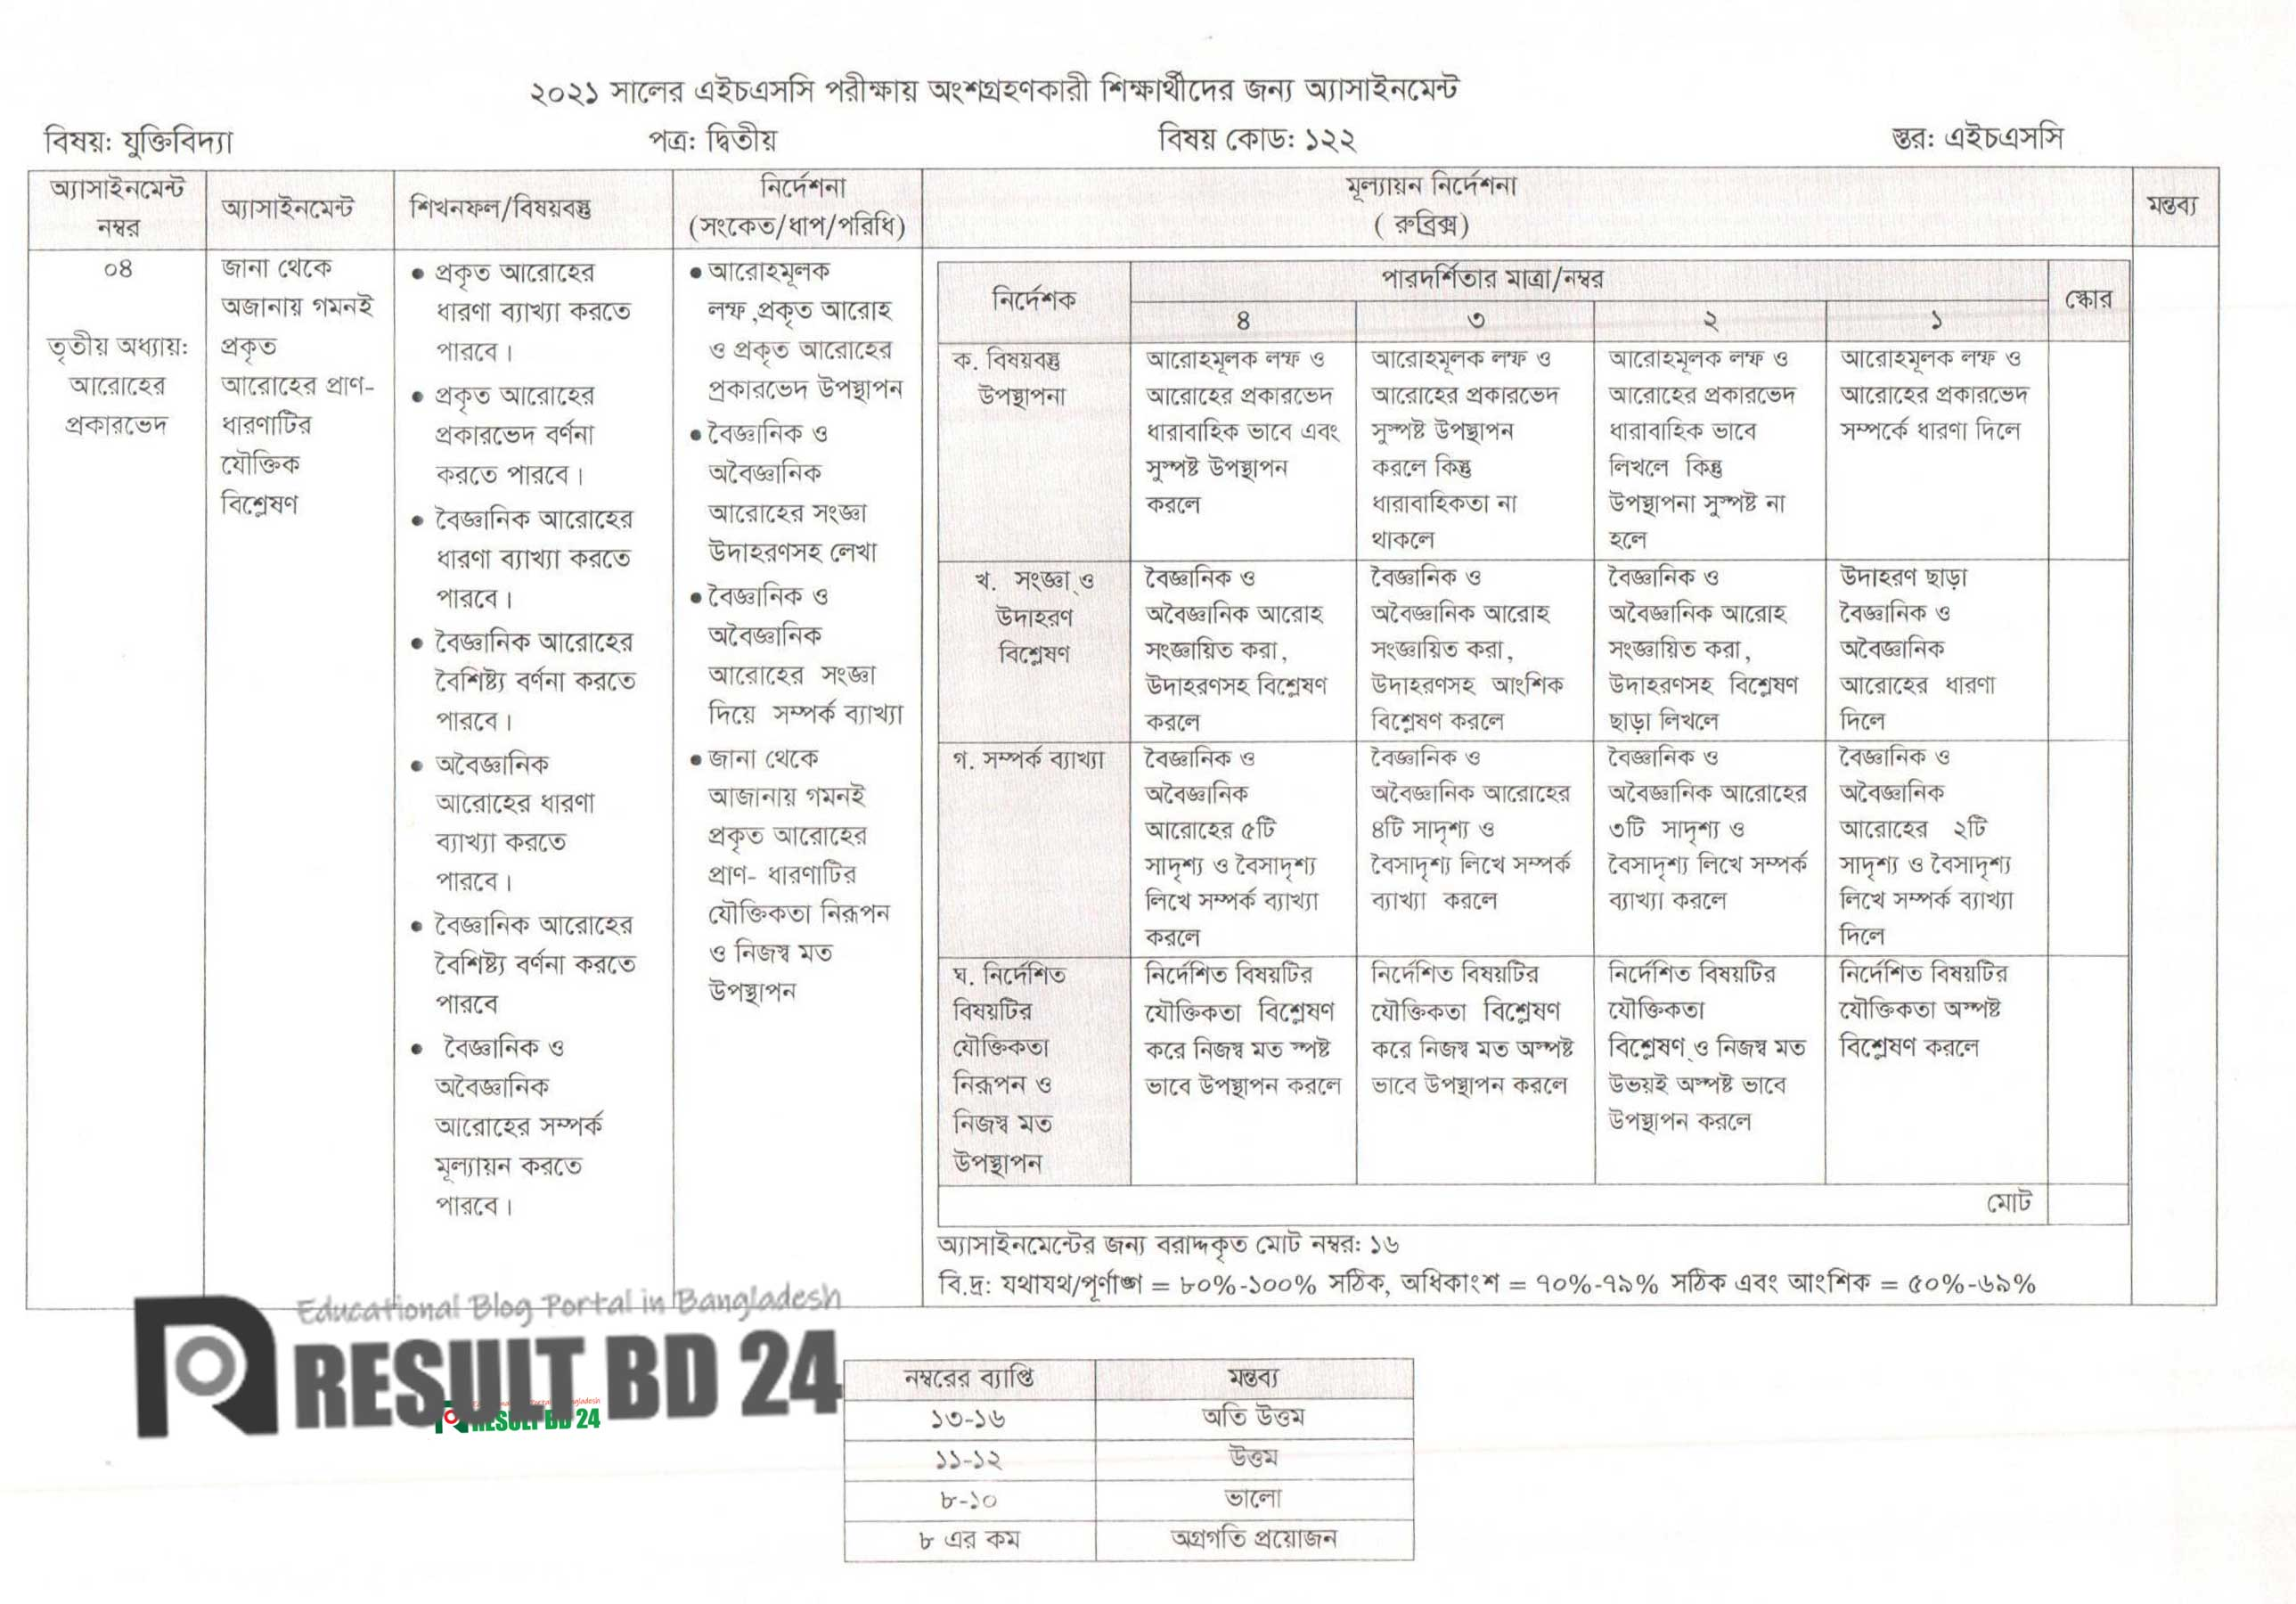 ২০২১ সালের এইচএসসি পরীক্ষায় অংশগ্রহণকারী শিক্ষার্থীদের জন্য অ্যাসাইনমেন্ট
বিষয়: যুক্তিবিদ্যা পত্র: দ্বিতীয় বিষয় কোড: ১২২ স্তর: এইচএসসি
অ্যাসাইনমেন্ট
নম্বর
অ্যাসাইনমেন্ট
শিখনফল/বিষয়বস্তু
নির্দেশনা
(সংকেত/ধাপ/পরিধি)
মূল্যায়ন নির্দেশনা
( রুব্রিক্স)
মন্তব্য
০৪
তৃতীয় অধ্যায়:
আরোহের
প্রকারভেদ
জানা থেকে
অজানায় গমনই
প্রকৃত
আরোহের প্রাণ-
ধারণাটির
যৌক্তিক
বিশ্লেষণ
● প্রকৃত আরোহের
ধারণা ব্যাখ্যা করতে
পারবে।
● প্রকৃত আরোহের
প্রকারভেদ বর্ণনা
করতে পারবে।
● বৈজ্ঞানিক আরোহের
ধারণা ব্যাখ্যা করতে
পারবে।
● বৈজ্ঞানিক আরোহের
বৈশিষ্ট্য বর্ণনা করতে
পারবে।
● অবৈজ্ঞানিক
আরোহের ধারণা
ব্যাখ্যা করতে
পারবে।
● বৈজ্ঞানিক আরোহের
বৈশিষ্ট্য বর্ণনা করতে
পারবে
● বৈজ্ঞানিক ও
অবৈজ্ঞানিক
আরোহের সম্পর্ক
মূল্যায়ন করতে
পারবে।
● আরোহমূলক
লম্ফ ,প্রকৃত আরোহ
ও প্রকৃত আরোহের
প্রকারভেদ উপস্থাপন
● বৈজ্ঞানিক ও
অবৈজ্ঞানিক
আরোহের সংজ্ঞা
উদাহরণসহ লেখা
● বৈজ্ঞানিক ও
অবৈজ্ঞানিক
আরোহের সংজ্ঞা
দিয়ে সম্পর্ক ব্যাখ্যা
● জানা থেকে
আজানায় গমনই
প্রকৃত আরোহের
প্রাণ- ধারণাটির
যৌক্তিকতা নিরূপন
ও নিজস্ব মত
উপস্থাপন
নির্দেশক
পারদর্শিতার মাত্রা/নম্বর
স্কোর
৪ ৩ ২ ১
ক. বিষয়বস্তু
উপস্থাপনা
আরোহমূলক লম্ফ ও
আরোহের প্রকারভেদ
ধারাবাহিক ভাবে এবং
সুস্পষ্ট উপস্থাপন
করলে
আরোহমূলক লম্ফ ও
আরোহের প্রকারভেদ
সুস্পষ্ট উপস্থাপন
করলে কিন্তু
ধারাবাহিকতা না
থাকলে
আরোহমূলক লম্ফ ও
আরোহের প্রকারভেদ
ধারাবাহিক ভাবে
লিখলে কিন্তু
উপস্থাপনা সুস্পষ্ট না
হলে
আরোহমূলক লম্ফ ও
আরোহের প্রকারভেদ
সম্পর্কে ধারণা দিলে
খ. সংজ্ঞা ও
উদাহরণ
বিশ্লেষণ
বৈজ্ঞানিক ও
অবৈজ্ঞানিক আরোহ
সংজ্ঞায়িত করা,
উদাহরণসহ বিশ্লেষণ
করলে
বৈজ্ঞানিক ও
অবৈজ্ঞানিক আরোহ
সংজ্ঞায়িত করা,
উদাহরণসহ আংশিক
বিশ্লেষণ করলে
বৈজ্ঞানিক ও
অবৈজ্ঞানিক আরোহ
সংজ্ঞায়িত করা,
উদাহরণসহ বিশ্লেষণ
ছাড়া লিখলে
উদাহরণ ছাড়া
বৈজ্ঞানিক ও
অবৈজ্ঞানিক
আরোহের ধারণা
দিলে
গ. সম্পর্ক ব্যাখ্যা
বৈজ্ঞানিক ও
অবৈজ্ঞানিক
আরোহের ৫টি
সাদৃশ্য ও বৈসাদৃশ্য
লিখে সম্পর্ক ব্যাখ্যা
করলে
বৈজ্ঞানিক ও
অবৈজ্ঞানিক আরোহের
৪টি সাদৃশ্য ও
বৈসাদৃশ্য লিখে সম্পর্ক
ব্যাখ্যা করলে
বৈজ্ঞানিক ও
অবৈজ্ঞানিক আরোহের
৩টি সাদৃশ্য ও
বৈসাদৃশ্য লিখে সম্পর্ক
ব্যাখ্যা করলে
বৈজ্ঞানিক ও
অবৈজ্ঞানিক
আরোহের ২টি
সাদৃশ্য ও বৈসাদৃশ্য
লিখে সম্পর্ক ব্যাখ্যা
দিলে
ঘ. নির্দেশিত
বিষয়টির
যৌক্তিকতা
নিরূপন ও
নিজস্ব মত
উপস্থাপন
নির্দেশিত বিষয়টির
যৌক্তিকতা বিশ্লেষণ
করে নিজস্ব মত স্পষ্ট
ভাবে উপস্থাপন করলে
নির্দেশিত বিষয়টির
যৌক্তিকতা বিশ্লেষণ
করে নিজস্ব মত অস্পষ্ট
ভাবে উপস্থাপন করলে
নির্দেশিত বিষয়টির
যৌক্তিকতা
বিশ্লেষণ ও নিজস্ব মত
উভয়ই অস্পষ্ট ভাবে
উপস্থাপন করলে
নির্দেশিত বিষয়টির
যৌক্তিকতা অস্পষ্ট
বিশ্লেষণ করলে
মোট
অ্যাসাইনমেন্টের জন্য বরাদ্দকৃত মোট নম্বর: ১৬
বি.দ্র: যথাযথ/পূর্ণাঙ্গ = ৮০%-১০০% সঠিক, অধিকাংশ = ৭০%-৭৯% সঠিক এবং আংশিক = ৫০%-৬৯%
Educational Blog Portal in Bangladesh
RESULT BD 24
RESULT BD 24
নম্বরের ব্যাপ্তি মন্তব্য
১৩-১৬ অতি উত্তম
১১-১২ উত্তম
৮-১০ ভালো
৮ এর কম অগ্রগতি প্রয়োজন